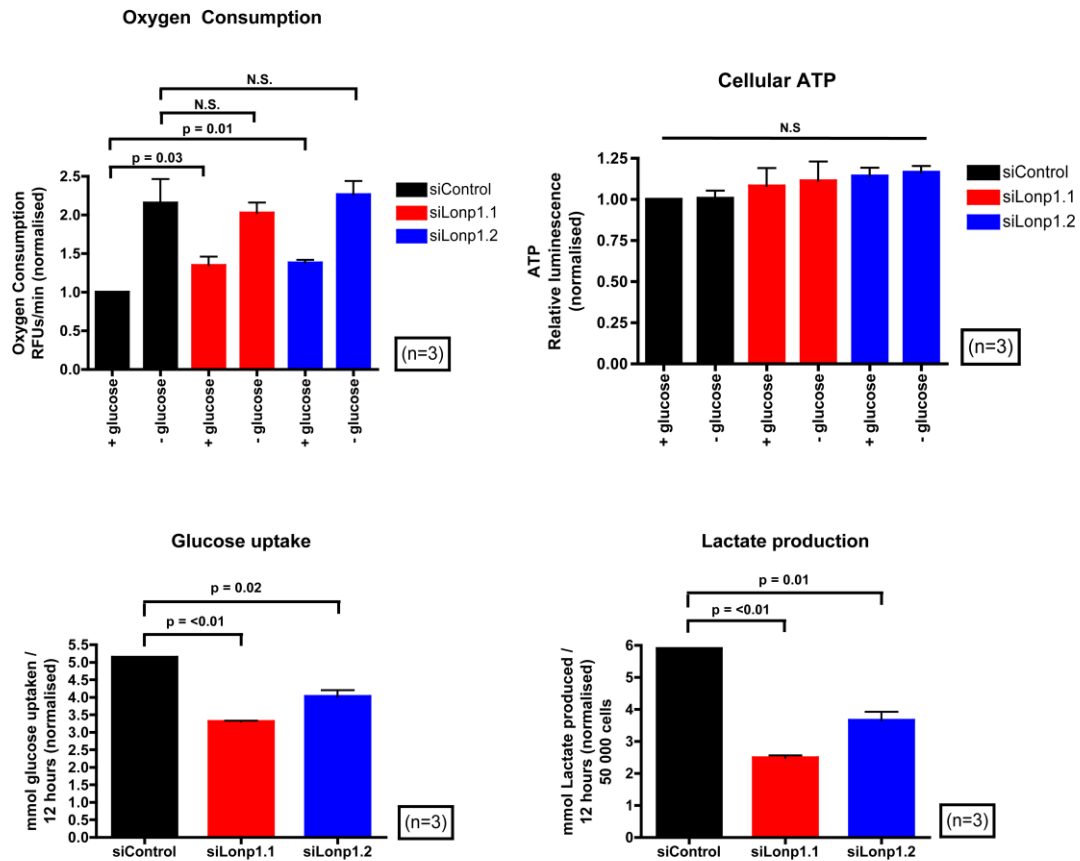 Oxygen Consumption
N.S.
N.S.
p = 0.01
p = 0.03
Oxygen Consumption
RFUs/min (normalised)
2.5
2.0
1.5
1.0
0.5
0.0
+ glucose
- glucose
+ glucose
- glucose
+ glucose
- glucose
siControl
siLonp1.1
siLonp1.2
(n=3)
Cellular ATP
N.S
ATP
Relative luminescence
(normalised)
1.25
1.00
0.75
0.50
0.25
0.00
+ glucose
- glucose
+ glucose
- glucose
+ glucose
- glucose
siControl
siLonp1.1
siLonp1.2
(n=3)
Glucose uptake
p = 0.02
p = <0.01
mmol glucose uptaken /
12 hours (normalised)
5.5
5.0
4.5
4.0
3.5
3.0
2.5
2.0
1.5
1.0
0.5
0.0
siControl siLonp1.1 siLonp1.2
(n=3)
Lactate production
p = 0.01
p = <0.01
mmol Lactate produced /
12 hours (normalised)
50 000 cells
6
5
4
3
2
1
0
siControl siLonp1.1 siLonp1.2
(n=3)